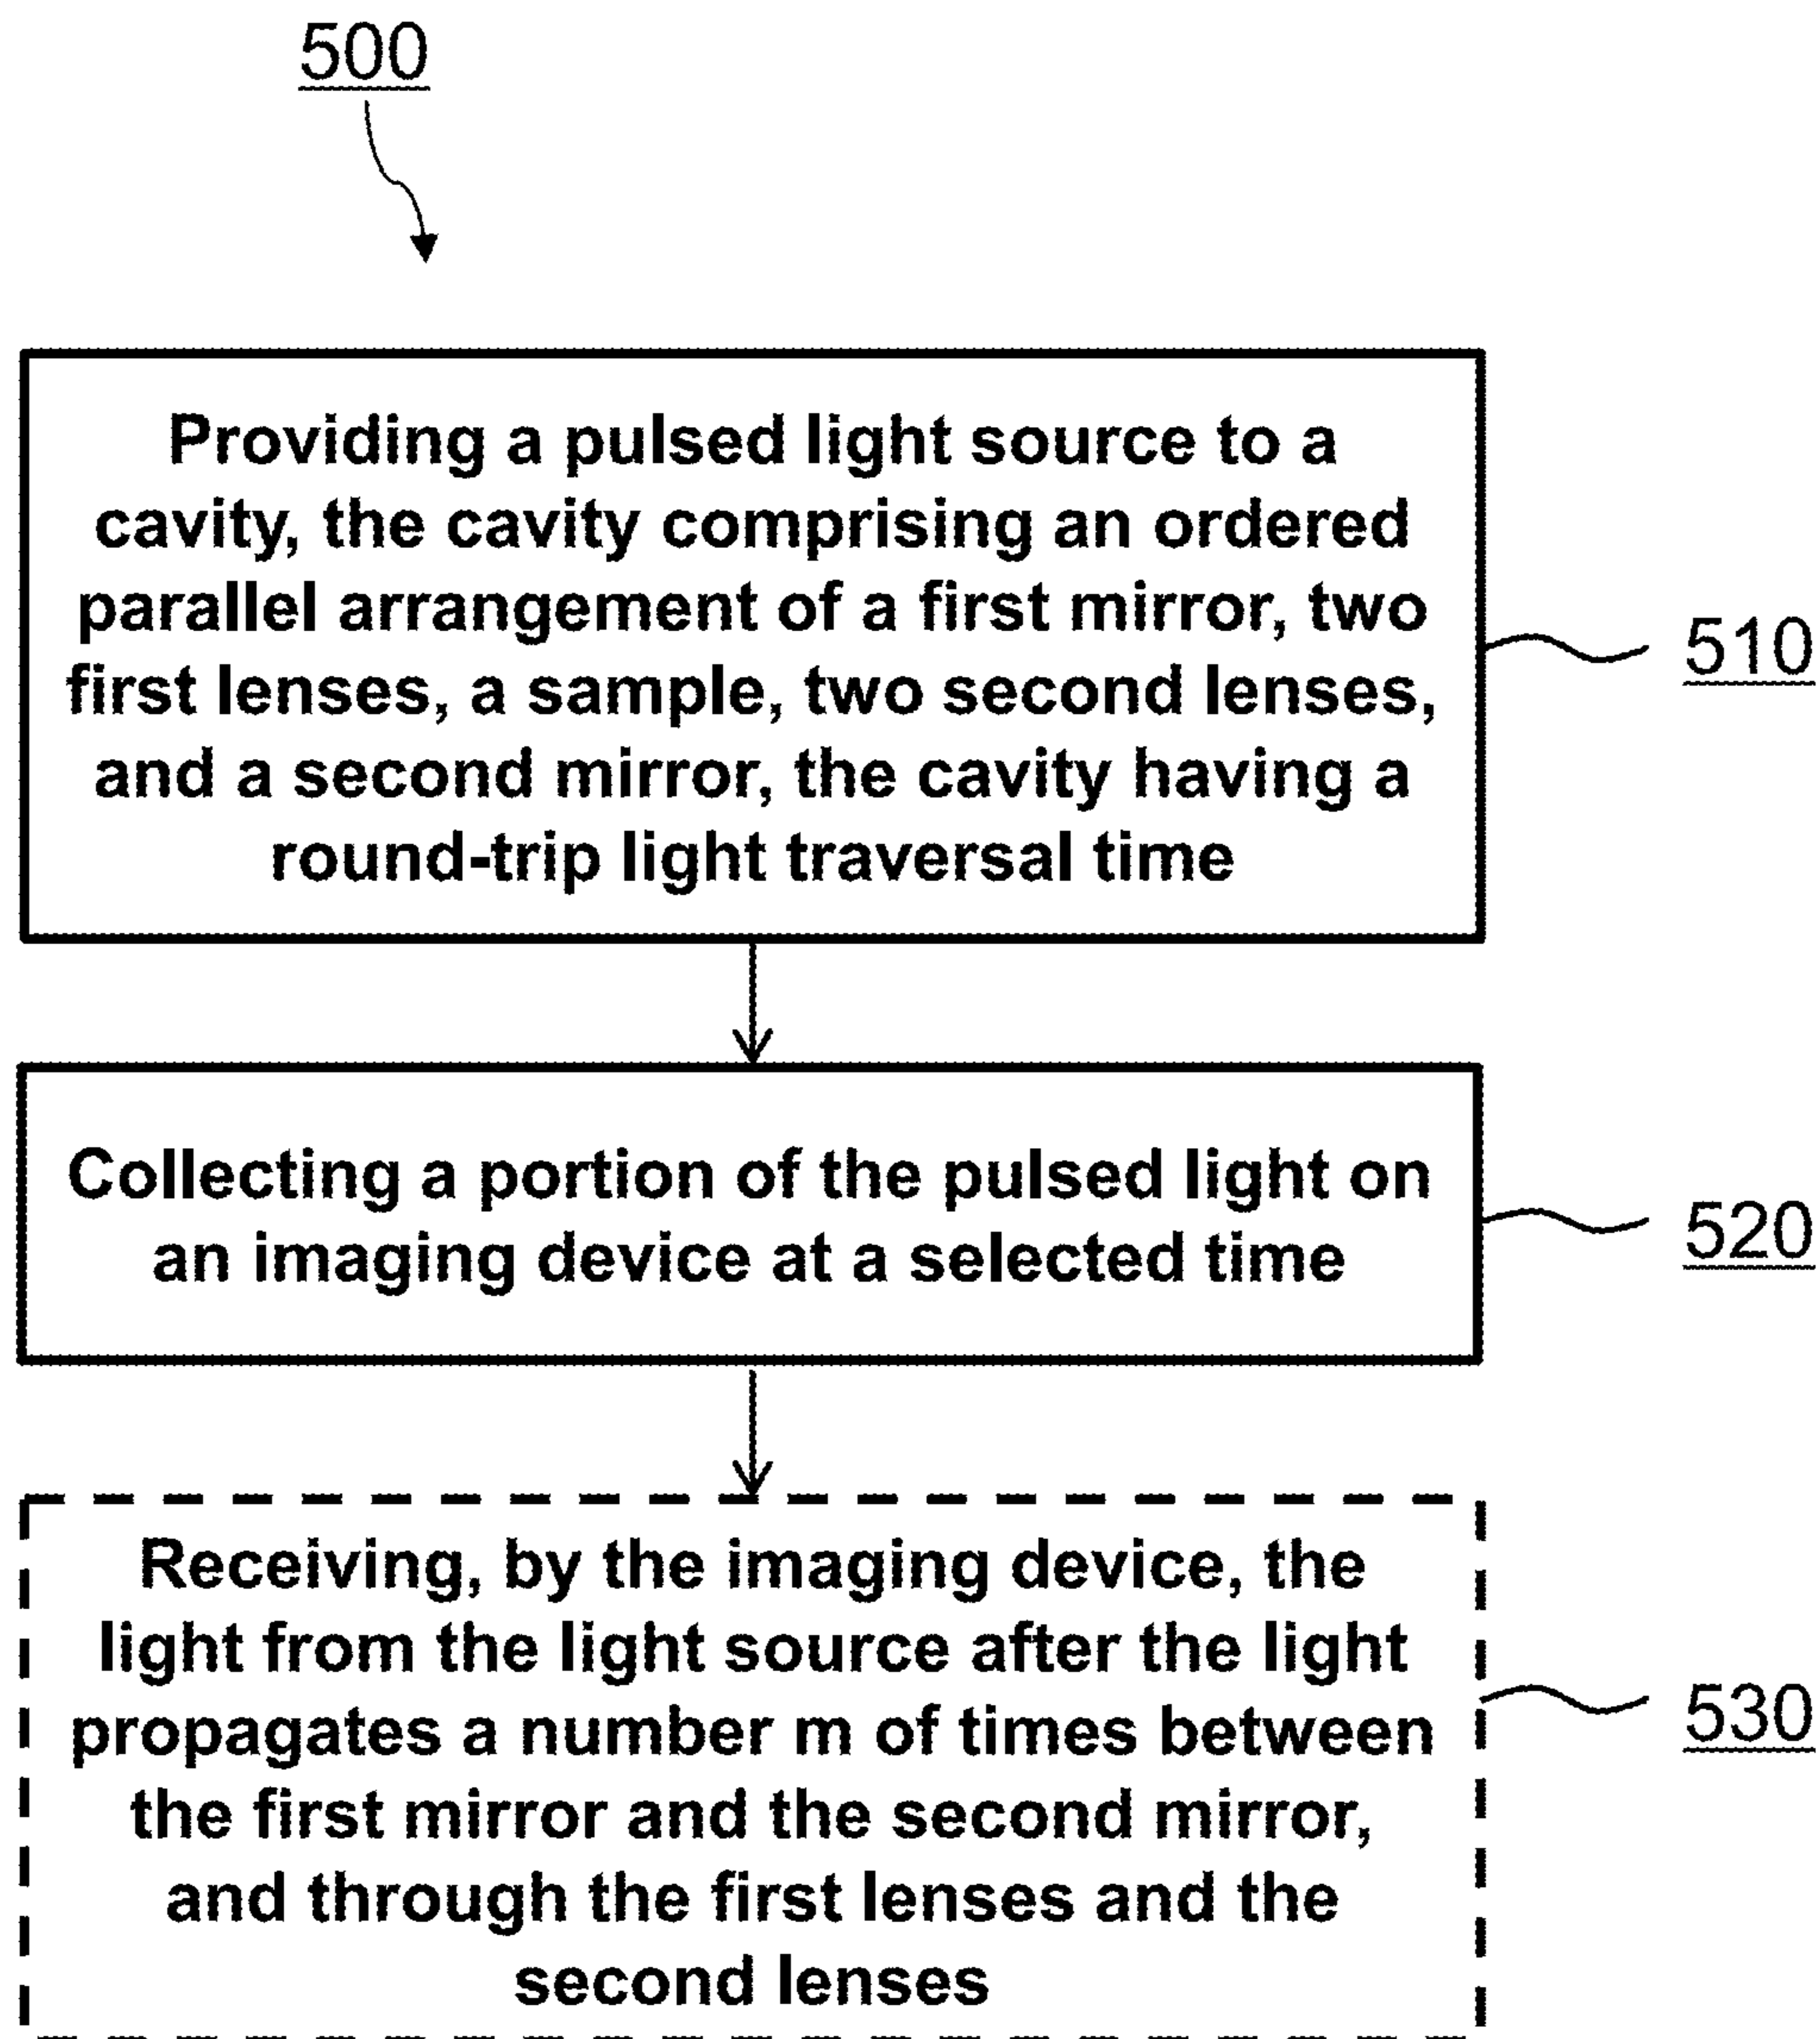 500
Providing a pulsed light source to a
cavity, the cavity comprising an ordered
parallel arrangement of a first mirror, two
first lenses, a sample, two second lenses,
and a second mirror, the cavity having a
round-trip light traversal time
510
Collecting a portion of the pulsed light on
an imaging device at a selected time
520
Receiving, by the imaging device, the
light from the light source after the light
propagates a number m of times between
the first mirror and the second mirror,
and through the first lenses and the
second lenses
530